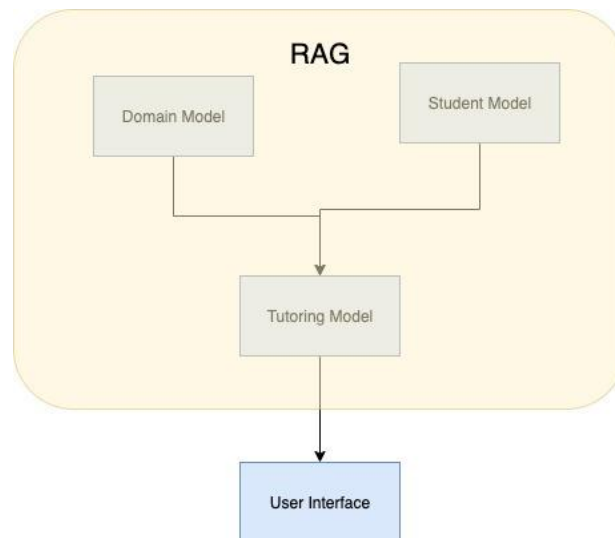 RAG
Domain Model
Student Model
Tutoring Model
User Interface